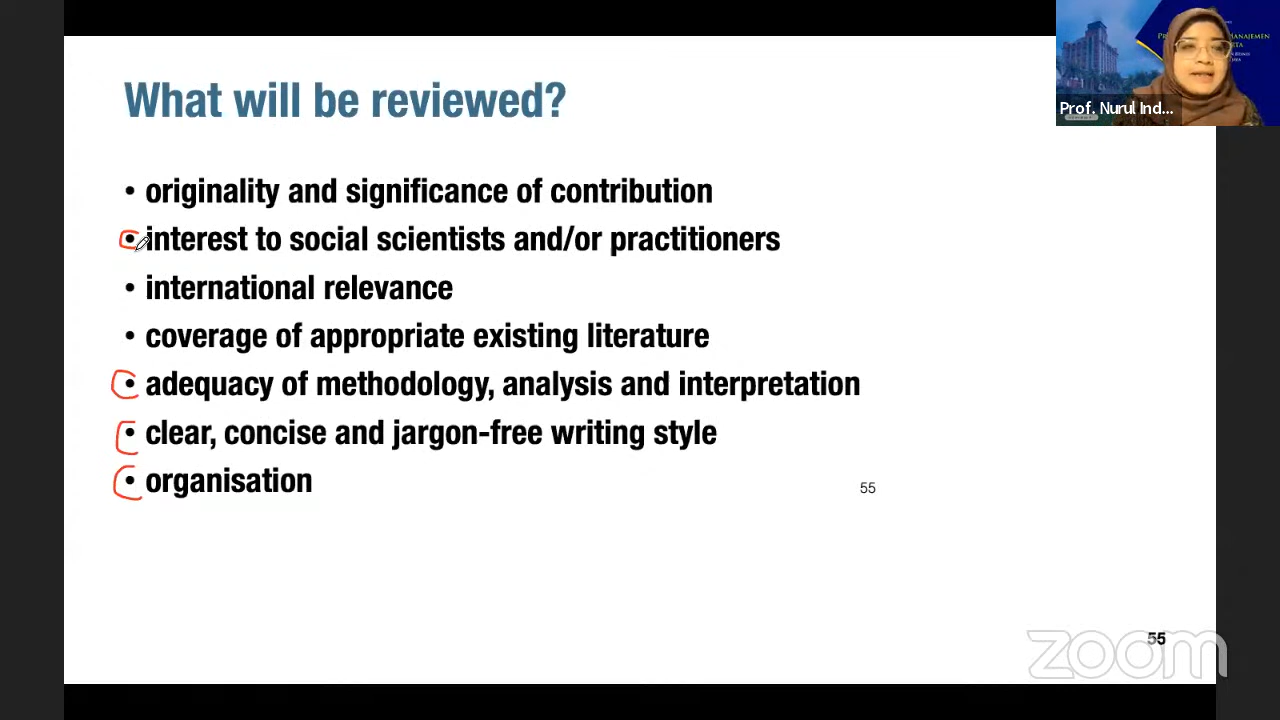 What will be reviewed?
Prof. Nurul Ind...
• originality and significance of contribution
• interest to social scientists and/or practitioners
• international relevance
• coverage of appropriate existing literature
• adequacy of methodology, analysis and interpretation
• clear, concise and jargon-free writing style
• organisation
55
55
zoom